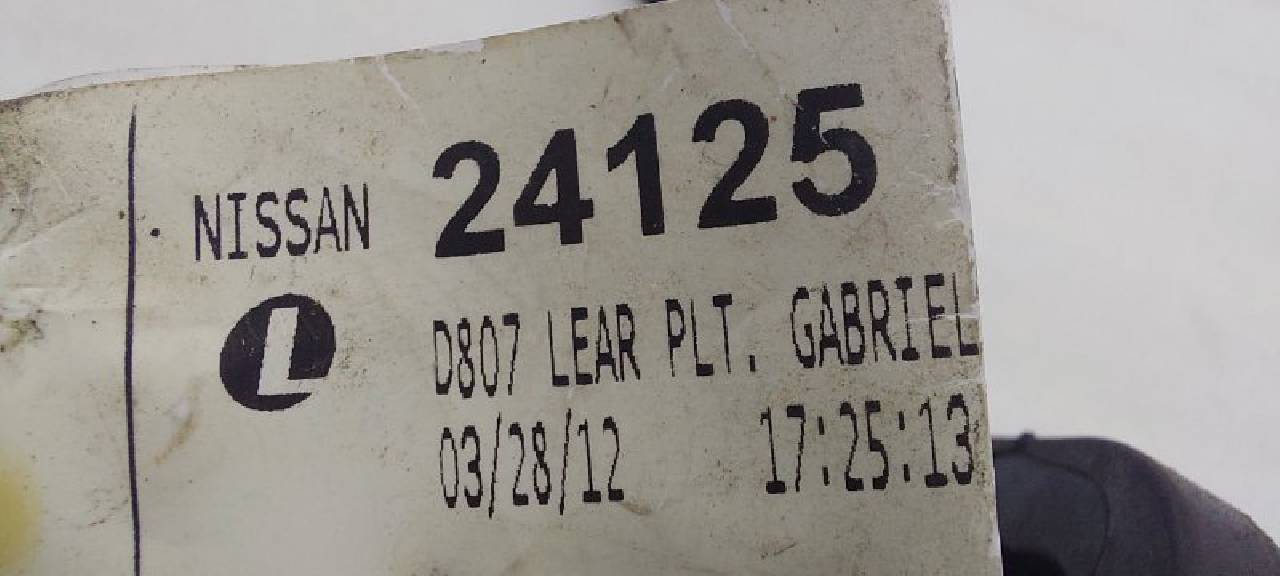 NISSAN 24125
L D807 LEAR PLT. GABRIEL
03/28/12 17:25:13